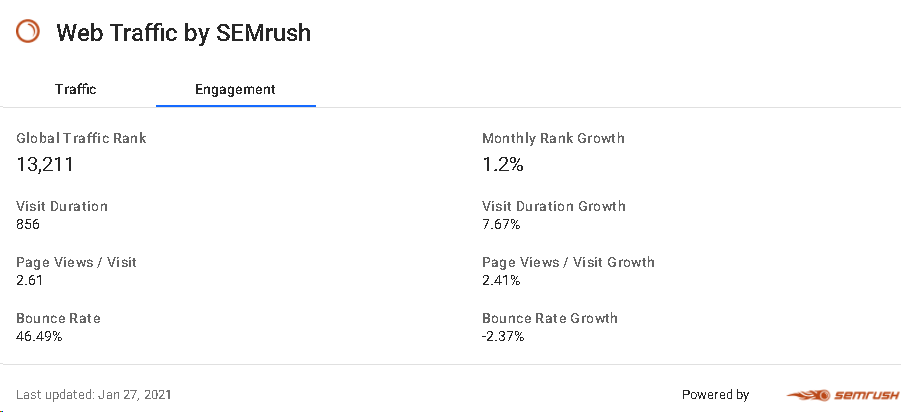 Web Traffic by SEMrush
Traffic Engagement
Global Traffic Rank Monthly Rank Growth
13,211 1.2%
Visit Duration Visit Duration Growth
856 7.67%
Page Views / Visit Page Views / Visit Growth
2.61 2.41%
Bounce Rate Bounce Rate Growth
46.49% -2.37%
Last updated: Jan 27, 2021 Powered by semrush